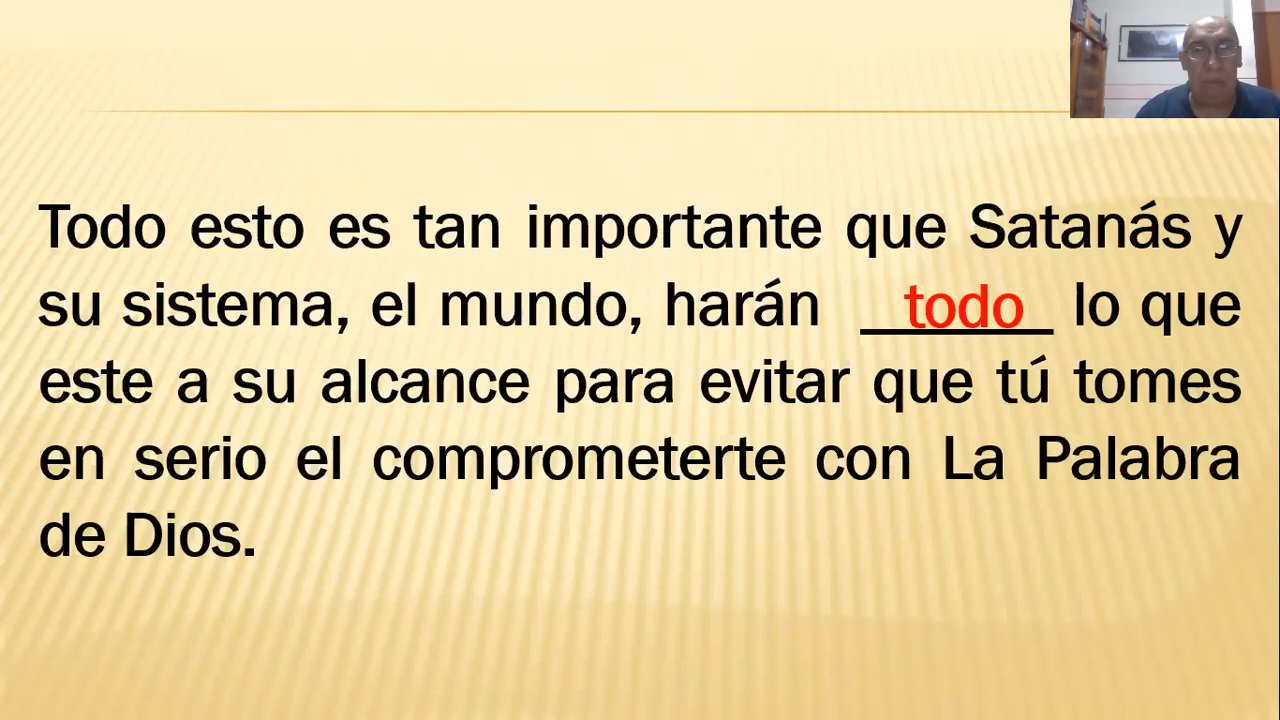 Todo esto es tan importante que Satanás y
su sistema, el mundo, harán todo lo que
este a su alcance para evitar que tú tomes
en serio el comprometerte con La Palabra
de Dios.